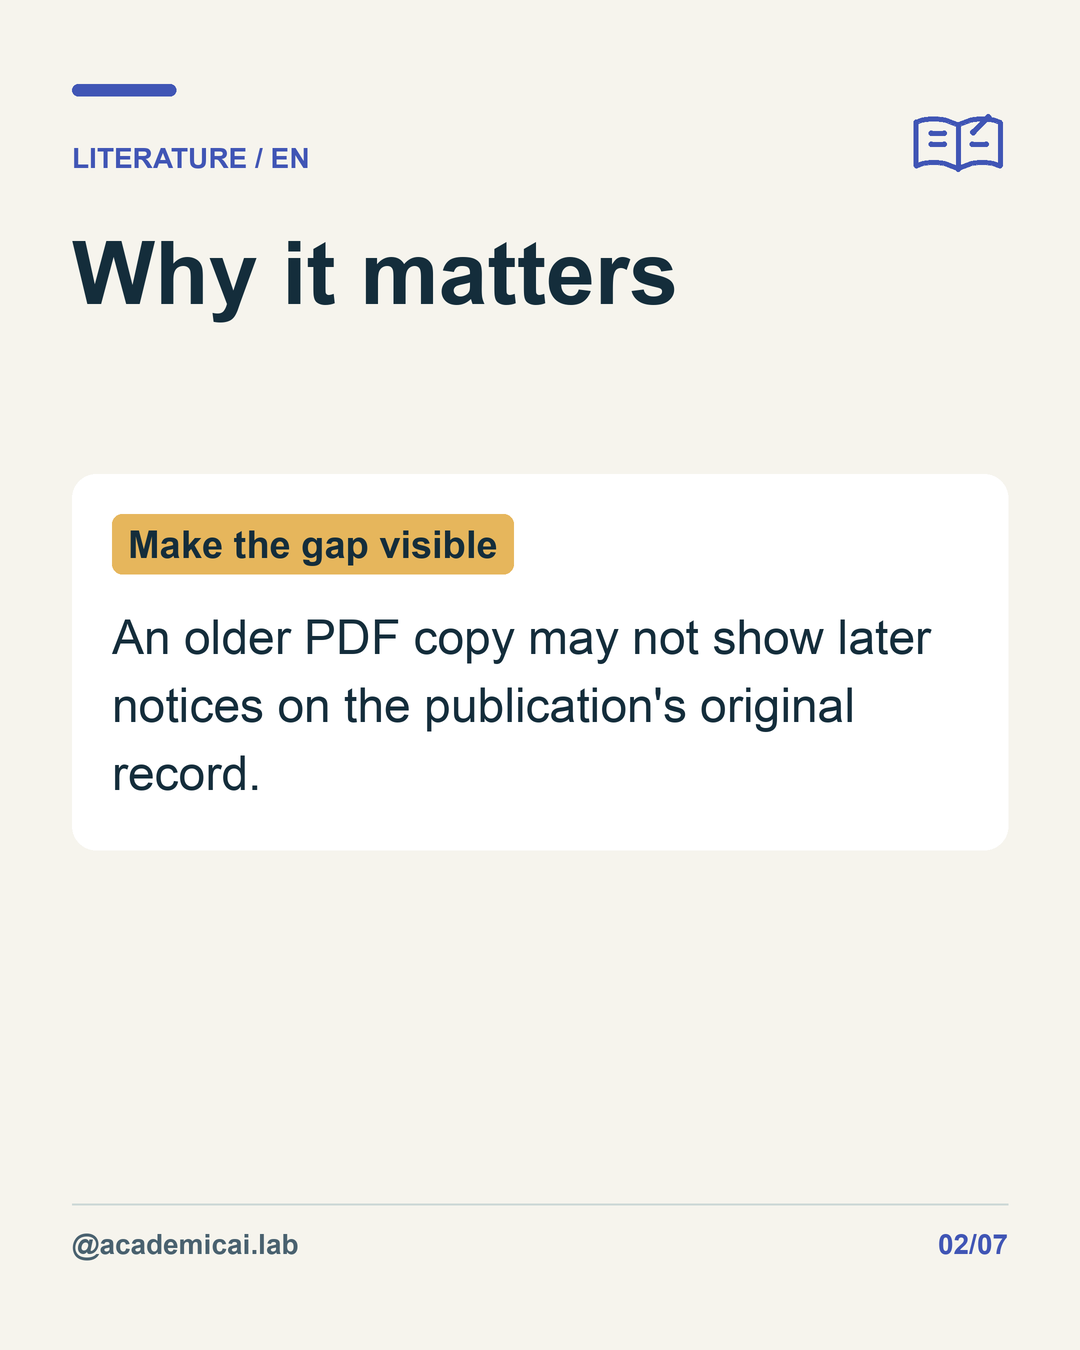 LITERATURE / EN
Why it matters
Make the gap visible
An older PDF copy may not show later
notices on the publication's original
record.
@academicai.lab
02/07